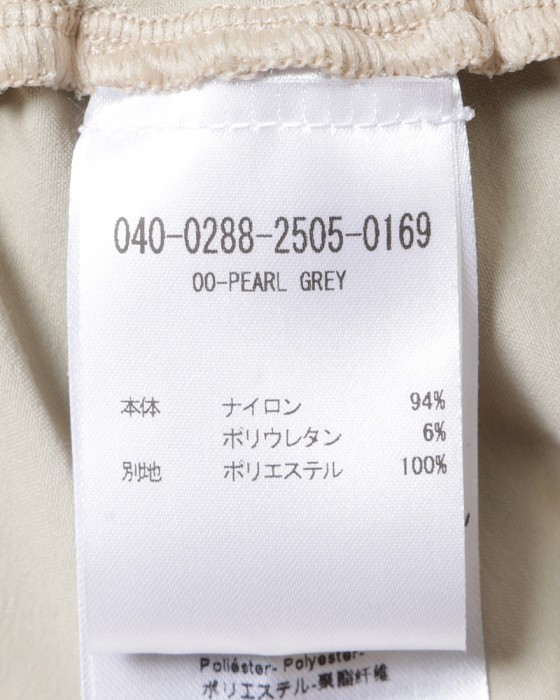 040-0288-2505-0169
00-PEARL GREY
本体 ナイロン 94%
ポリウレタン 6%
別地 ポリエステル 100%
Poliéster- Polyester-
ポリエステル-聚酯纤维